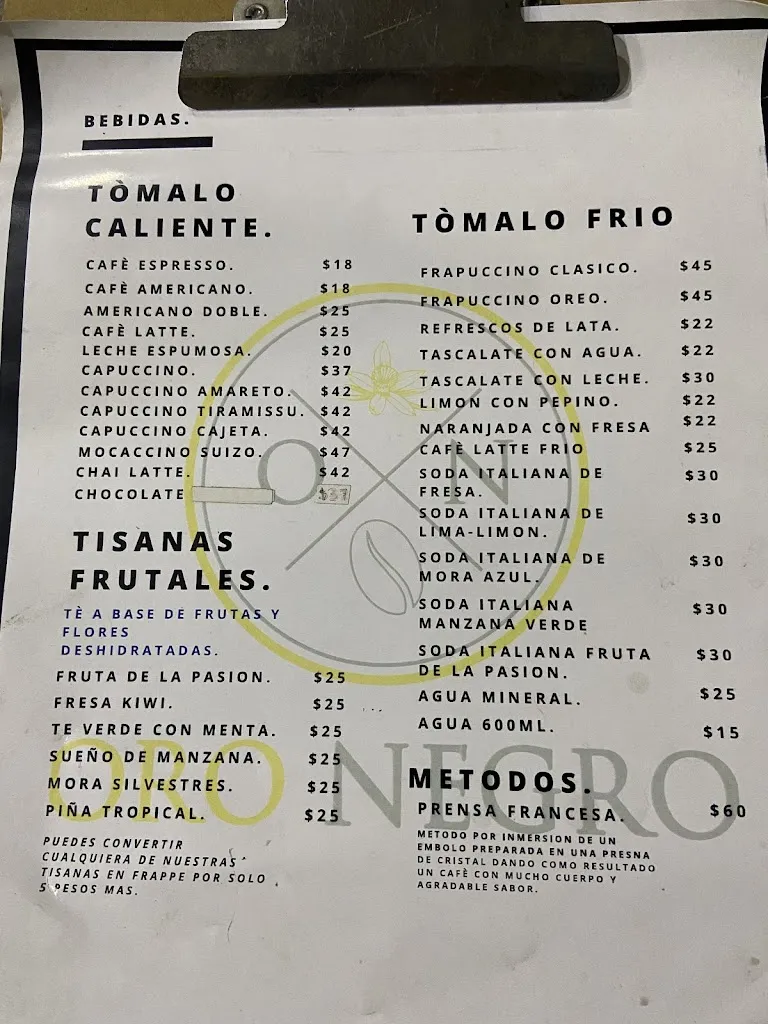 BEBIDAS.
TÒMALO
CALIENTE.
CAFÈ ESPRESSO. $18
CAFÈ AMERICANO. $18
AMERICANO DOBLE. $25
CAFÈ LATTE. $25
LECHE ESPUMOSA. $20
CAPUCCINO. $37
CAPUCCINO AMARETO. $42
CAPUCCINO TIRAMISSU. $42
CAPUCCINO CAJETA. $42
MOCACCINO SUIZO. $47
CHAI LATTE. $42
CHOCOLATE $37
TISANAS
FRUTALES.
TÈ A BASE DE FRUTAS Y
FLORES
DESHIDRATADAS.
FRUTA DE LA PASION. $25
FRESA KIWI. $25
TE VERDE CON MENTA. $25
SUEÑO DE MANZANA. $25
MORA SILVESTRES. $25
PIÑA TROPICAL. $25
PUEDES CONVERTIR
CUALQUIERA DE NUESTRAS
TISANAS EN FRAPPE POR SOLO
5 PESOS MAS.
TÒMALO FRIO
FRAPUCCINO CLASICO. $45
FRAPUCCINO OREO. $45
REFRESCOS DE LATA. $22
TASCALATE CON AGUA. $22
TASCALATE CON LECHE. $30
LIMON CON PEPINO. $22
NARANJADA CON FRESA $22
CAFÈ LATTE FRIO $25
SODA ITALIANA DE
FRESA. $30
SODA ITALIANA DE
LIMA-LIMON. $30
SODA ITALIANA DE
MORA AZUL. $30
SODA ITALIANA
MANZANA VERDE $30
SODA ITALIANA FRUTA
DE LA PASION. $30
AGUA MINERAL. $25
AGUA 600ML. $15
METODOS.
PRENSA FRANCESA. $60
METODO POR INMERSION DE UN
EMBOLO PREPARADA EN UNA PRESNA
DE CRISTAL DANDO COMO RESULTADO
UN CAFÈ CON MUCHO CUERPO Y
AGRADABLE SABOR.
O N
ORO NEGRO